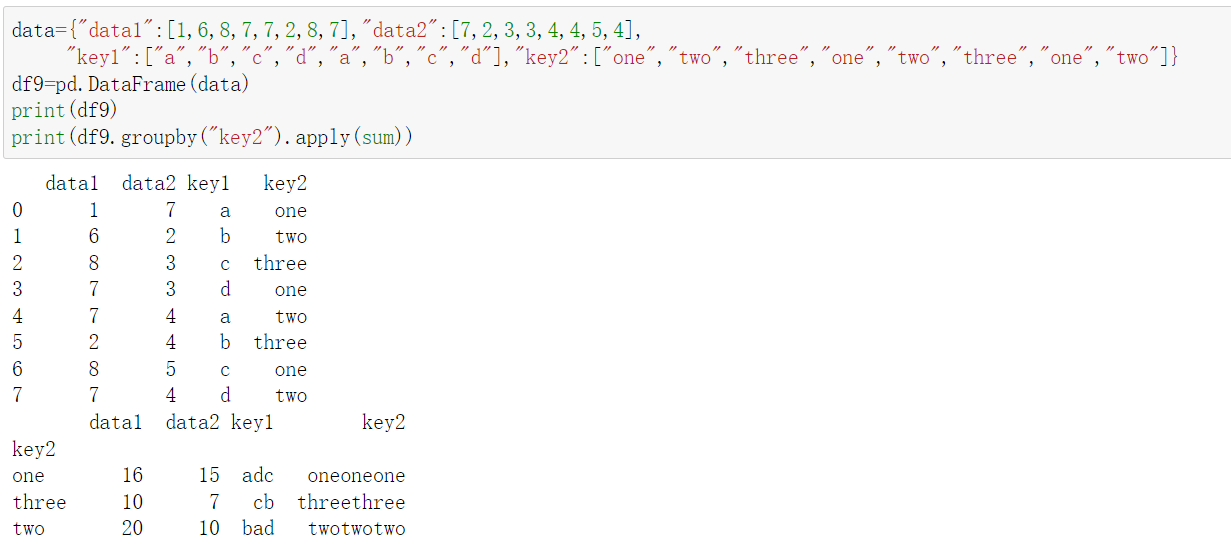 data={"data1":[1,6,8,7,7,2,8,7],"data2":[7,2,3,3,4,4,5,4],
"key1":["a","b","c","d","a","b","c","d"],"key2":["one","two","three","one","two","three","one","two"]}
df9=pd.DataFrame(data)
print(df9)
print(df9.groupby("key2").apply(sum))
data1 data2 key1 key2
0 1 7 a one
1 6 2 b two
2 8 3 c three
3 7 3 d one
4 7 4 a two
5 2 4 b three
6 8 5 c one
7 7 4 d two
data1 data2 key1 key2
key2
one 16 15 adc oneoneone
three 10 7 cb threethree
two 20 10 bad twotwotwo